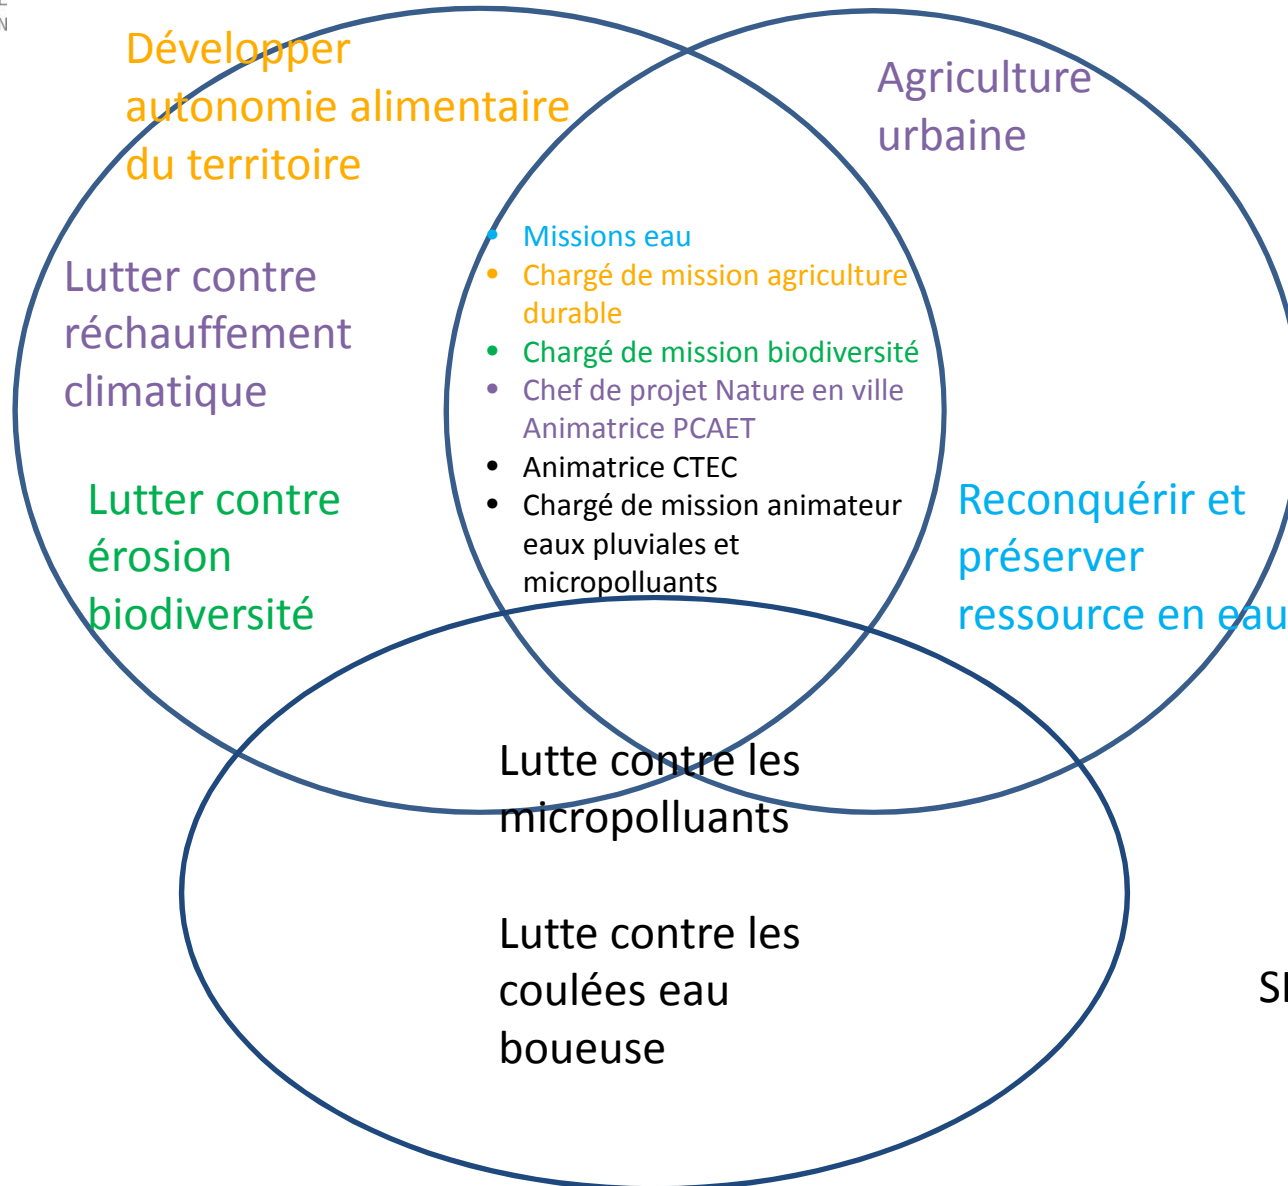 Développer
autonomie alimentaire
du territoire
Agriculture
urbaine
Lutter contre
réchauffement
climatique
Lutter contre
érosion
biodiversité
• Missions eau
• Chargé de mission agriculture
durable
• Chargé de mission biodiversité
• Chef de projet Nature en ville
Animatrice PCAET
• Animatrice CTEC
• Chargé de mission animateur
eaux pluviales et
micropolluants
Reconquérir et
préserver
ressource en eau
Lutte contre les
micropolluants
Lutte contre les
coulées eau
boueuse